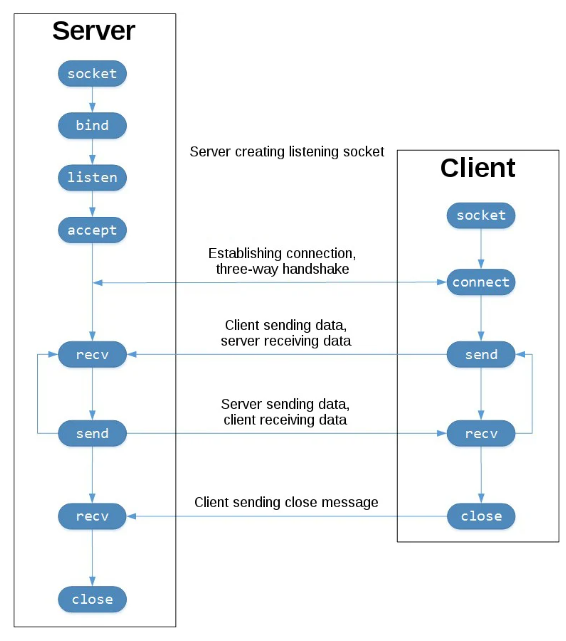 Server
socket
bind
listen
accept
recv
send
recv
close
Server creating listening socket
Establishing connection,
three-way handshake
Client sending data,
server receiving data
Server sending data,
client receiving data
Client sending close message
Client
socket
connect
send
recv
close